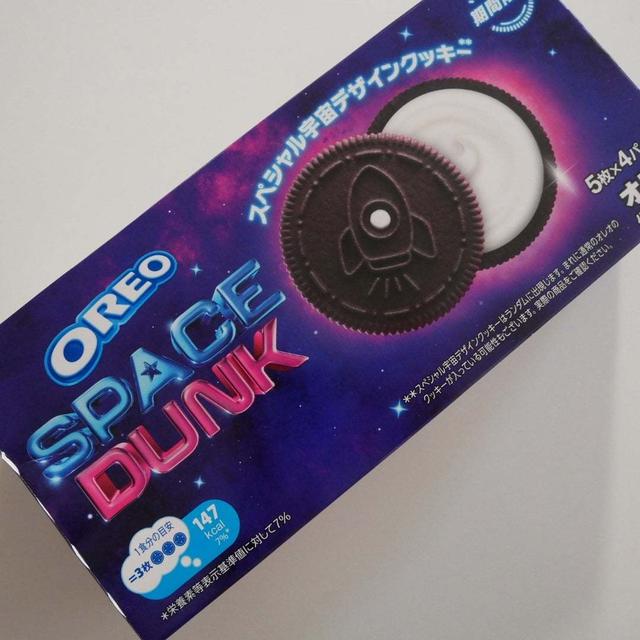 期間限
スペシャル宇宙デザインクッキー
5枚×4パ
オ
OREO
SPACE
DUNK
**スペシャル宇宙デザインクッキーはランダムに出現します。まれに通常のオレオの
クッキーが入っている可能性もございます。実際の商品をご確認ください。
1食分の目安
=3枚
147
kcal
7%*
*栄養素等表示基準値に対して7%